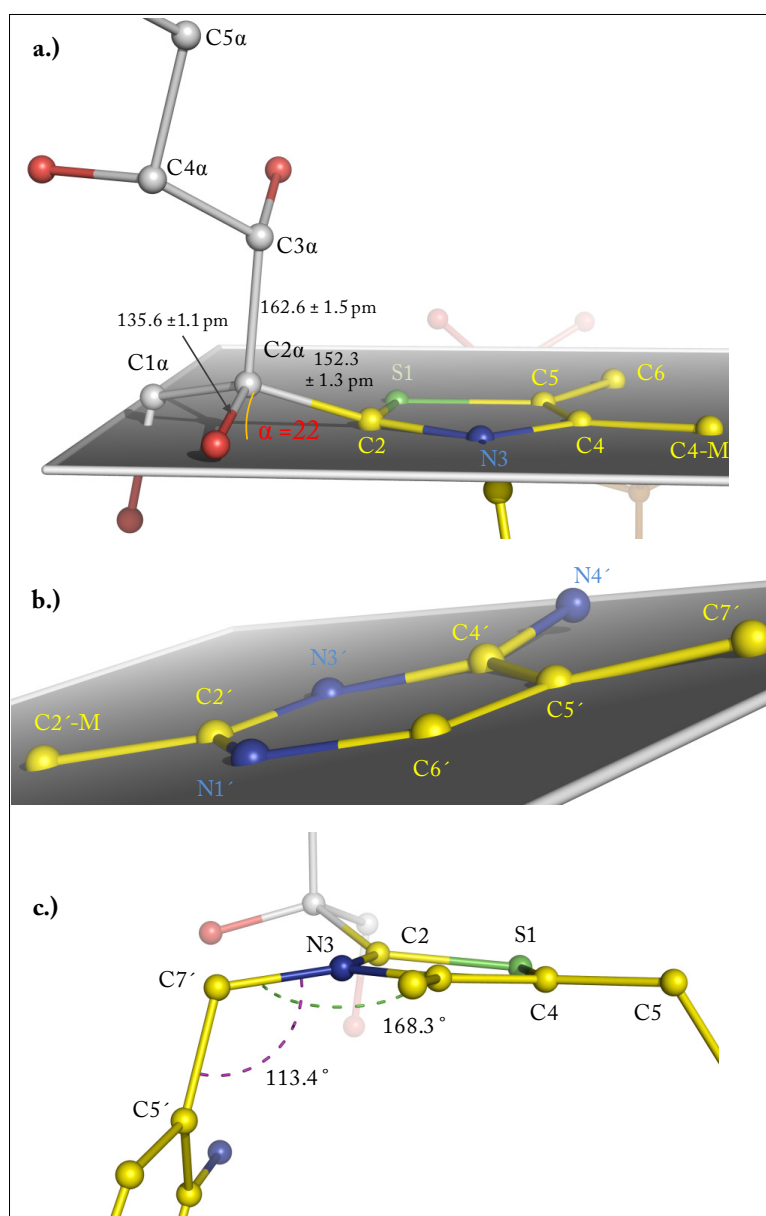 a.)
C5α
C4α
C3α
135.6 ±1.1 pm
162.6 ± 1.5 pm
C1α
C2α
152.3
± 1.3 pm
S1
C5
C6
α =22
C2
N3
C4
C4-M
b.)
N4´
C7´
C4´
N3´
C2´
C5´
C2´-M
C6´
N1´
c.)
N3
C2
S1
C7´
C4
C5
168.3°
113.4°
C5´